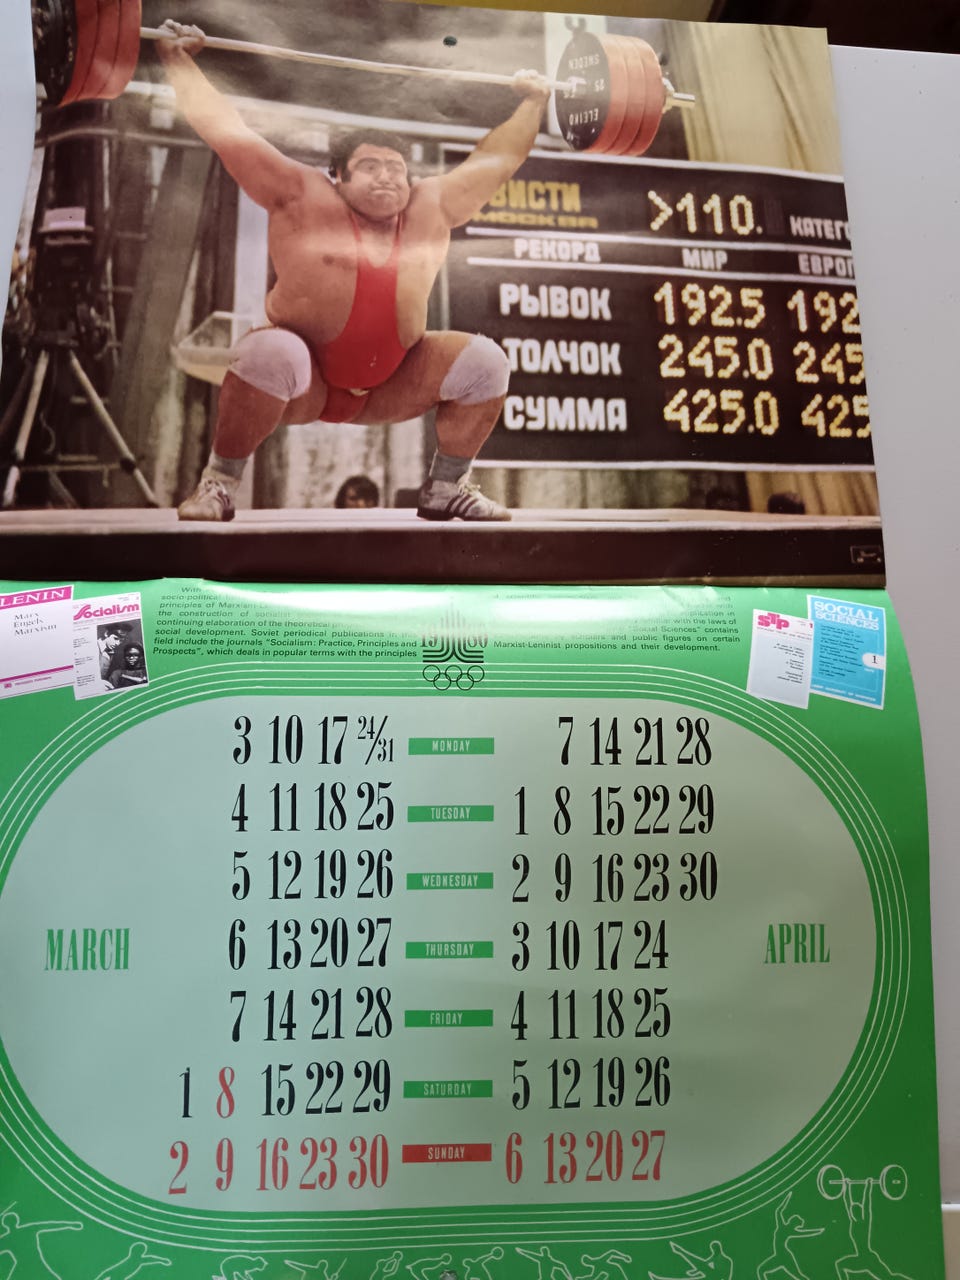 SWEDEN
25
ELEIKO
ВИСТИ
МОСКВА
>110. КАТЕГО
РЕКОРД МИР ЕВРОП
РЫВОК 192.5 192
ТОЛЧОК 245.0 245
СУММА 425.0 425
LENIN
Marx
Engels
Marxism
Socialism
principles of Marxism-Le
the construction of socialist
continuing elaboration of the theoretical
social development. Soviet periodical publications in the
field include the journals "Socialism: Practice, Principles and
Prospects", which deals in popular terms with the principles
with the laws of
"Social Sciences" contains
scholars and public figures on certain
Marxist-Leninist propositions and their development.
1980
STP
SOCIAL
SCIENCES
1
3 10 17 24/31 MONDAY 7 14 21 28
4 11 18 25 TUESDAY 1 8 15 22 29
5 12 19 26 WEDNESDAY 2 9 16 23 30
MARCH 6 13 20 27 THURSDAY 3 10 17 24 APRIL
7 14 21 28 FRIDAY 4 11 18 25
1 8 15 22 29 SATURDAY 5 12 19 26
2 9 16 23 30 SUNDAY 6 13 20 27